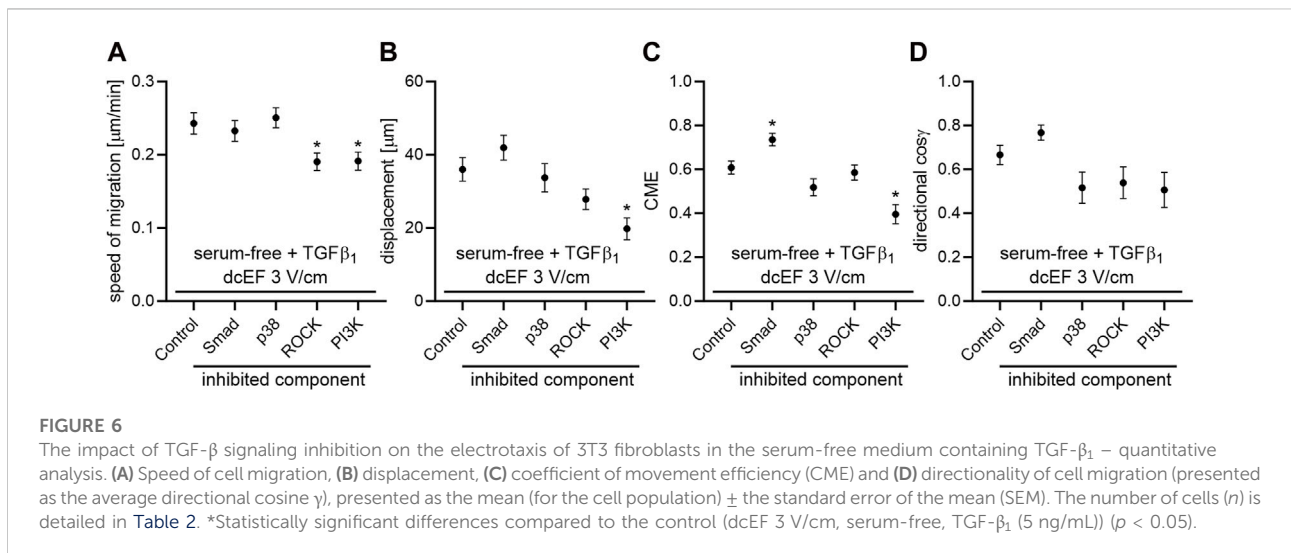 A
speed of migration [µm/min]
0.3
0.2
0.1
0.0
*
*
serum-free + TGFβ₁
dcEF 3 V/cm
Control
Smad
p38
ROCK
PI3K
inhibited component
B
displacement [µm]
60
40
20
0
*
serum-free + TGFβ₁
dcEF 3 V/cm
Control
Smad
p38
ROCK
PI3K
inhibited component
C
CME
1.0
0.8
0.6
0.4
0.2
0.0
*
*
serum-free + TGFβ₁
dcEF 3 V/cm
Control
Smad
p38
ROCK
PI3K
inhibited component
D
directional cosγ
1.0
0.8
0.6
0.4
0.2
0.0
serum-free + TGFβ₁
dcEF 3 V/cm
Control
Smad
p38
ROCK
PI3K
inhibited component
FIGURE 6
The impact of TGF-β signaling inhibition on the electrotaxis of 3T3 fibroblasts in the serum-free medium containing TGF-β₁ – quantitative
analysis. (A) Speed of cell migration, (B) displacement, (C) coefficient of movement efficiency (CME) and (D) directionality of cell migration (presented
as the average directional cosine γ), presented as the mean (for the cell population) ± the standard error of the mean (SEM). The number of cells (n) is
detailed in Table 2. *Statistically significant differences compared to the control (dcEF 3 V/cm, serum-free, TGF-β₁ (5 ng/mL)) (p < 0.05).